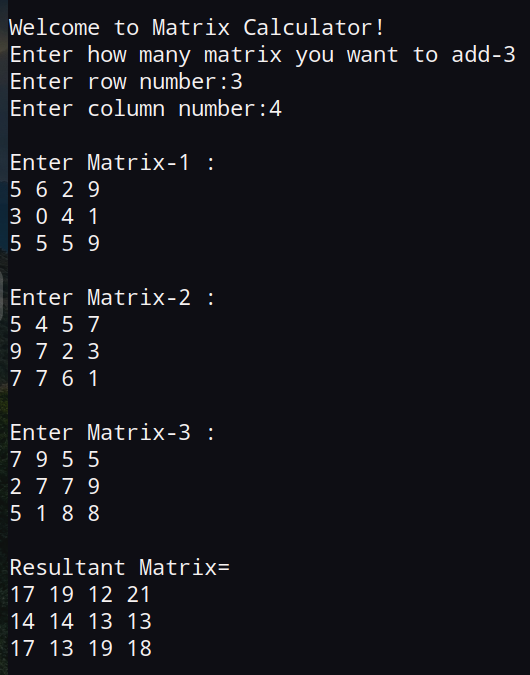 Welcome to Matrix Calculator!
Enter how many matrix you want to add-3
Enter row number:3
Enter column number:4
Enter Matrix-1 :
5 6 2 9
3 0 4 1
5 5 5 9
Enter Matrix-2 :
5 4 5 7
9 7 2 3
7 7 6 1
Enter Matrix-3 :
7 9 5 5
2 7 7 9
5 1 8 8
Resultant Matrix=
17 19 12 21
14 14 13 13
17 13 19 18